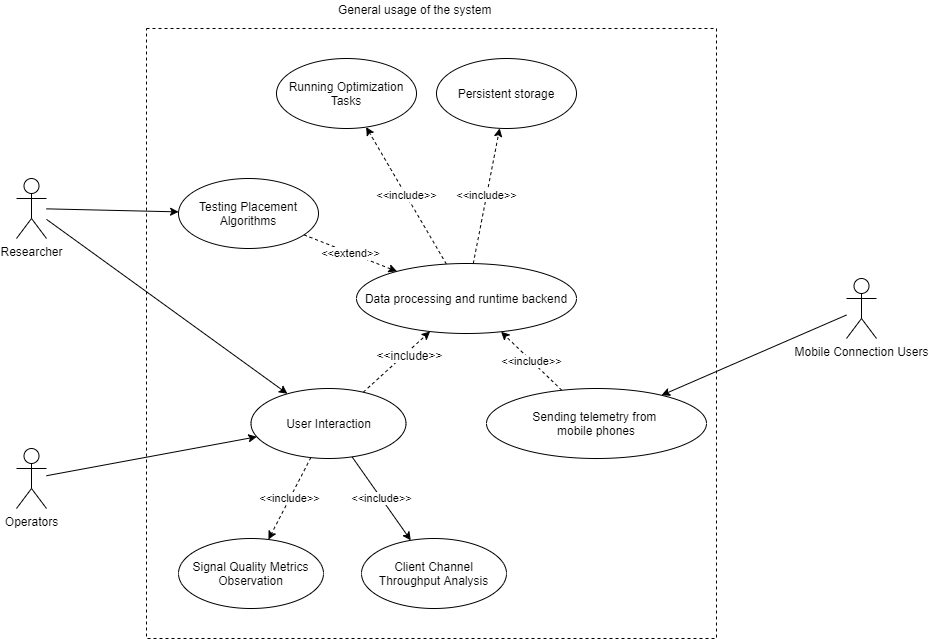 General usage of the system
Running Optimization
Tasks
Persistent storage
<<include>>
<<include>>
Testing Placement
Algorithms
Researcher
<<extend>>
Data processing and runtime backend
Mobile Connection Users
<<include>>
<<include>>
User Interaction
Sending telemetry from
mobile phones
Operators
<<include>>
<<include>>
Signal Quality Metrics
Observation
Client Channel
Throughput Analysis